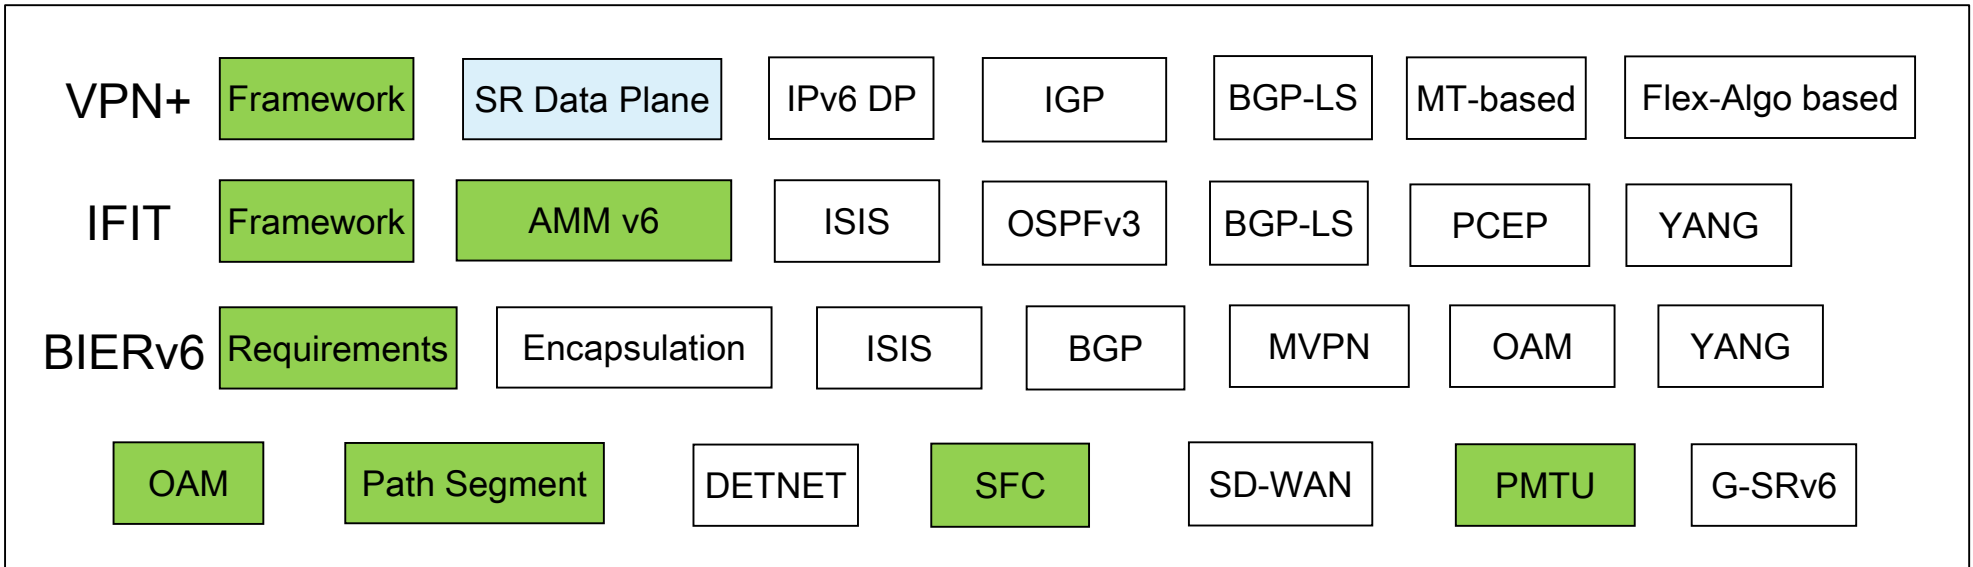 VPN+ Framework SR Data Plane IPv6 DP IGP BGP-LS MT-based Flex-Algo based
IFIT Framework AMM v6 ISIS OSPFv3 BGP-LS PCEP YANG
BIERv6 Requirements Encapsulation ISIS BGP MVPN OAM YANG
OAM Path Segment DETNET SFC SD-WAN PMTU G-SRv6